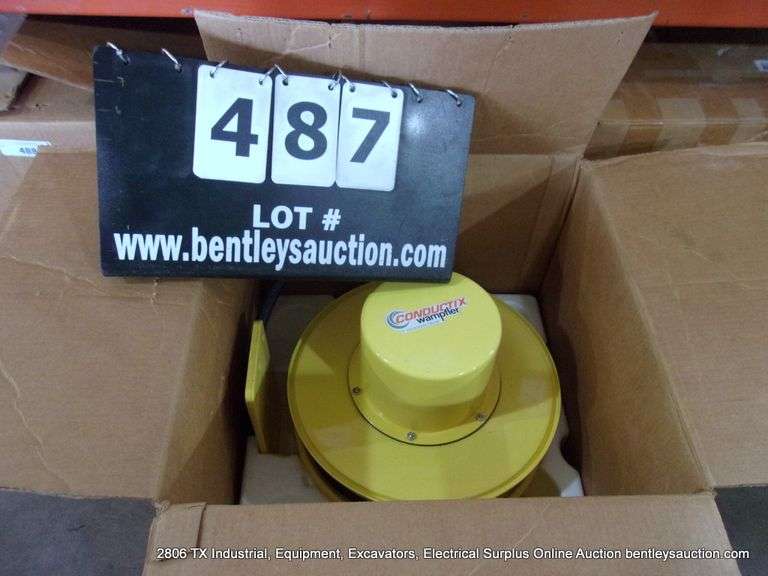 487
LOT #
www.bentleysauction.com
CONDUCTIX
wampfler
2806 TX Industrial, Equipment, Excavators, Electrical Surplus Online Auction bentleysauction.com